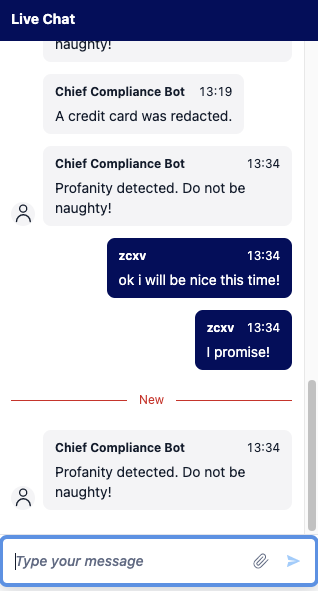 Live Chat
naughty!
Chief Compliance Bot 13:19
A credit card was redacted.
Chief Compliance Bot 13:34
Profanity detected. Do not be
naughty!
zcxv 13:34
ok i will be nice this time!
zcxv 13:34
I promise!
New
Chief Compliance Bot 13:34
Profanity detected. Do not be
naughty!
Type your message